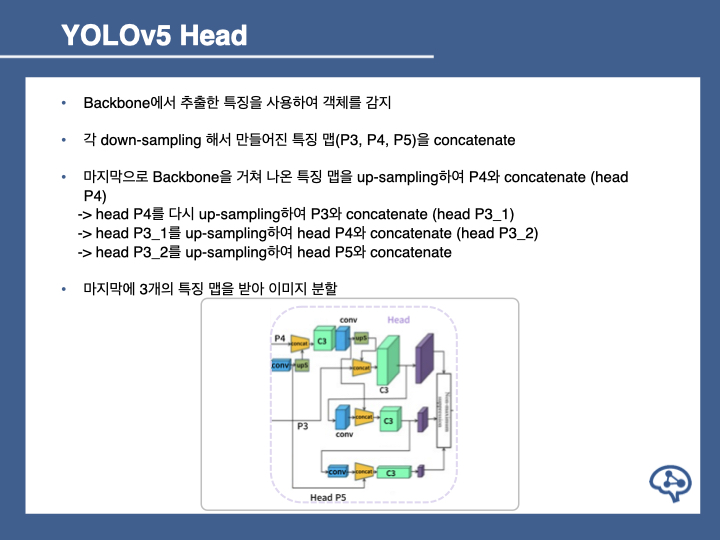 YOLOv5 Head
• Backbone에서 추출한 특징을 사용하여 객체를 감지
• 각 down-sampling 해서 만들어진 특징 맵(P3, P4, P5)을 concatenate
• 마지막으로 Backbone을 거쳐 나온 특징 맵을 up-sampling하여 P4와 concatenate (head
P4)
-> head P4를 다시 up-sampling하여 P3와 concatenate (head P3_1)
-> head P3_1를 up-sampling하여 head P4와 concatenate (head P3_2)
-> head P3_2를 up-sampling하여 head P5와 concatenate
• 마지막에 3개의 특징 맵을 받아 이미지 분할
conv
Head
P4
concat
C3
upS
conv
upS
concat
C3
P3
conv
concat
C3
conv
concat
C3
Head P5